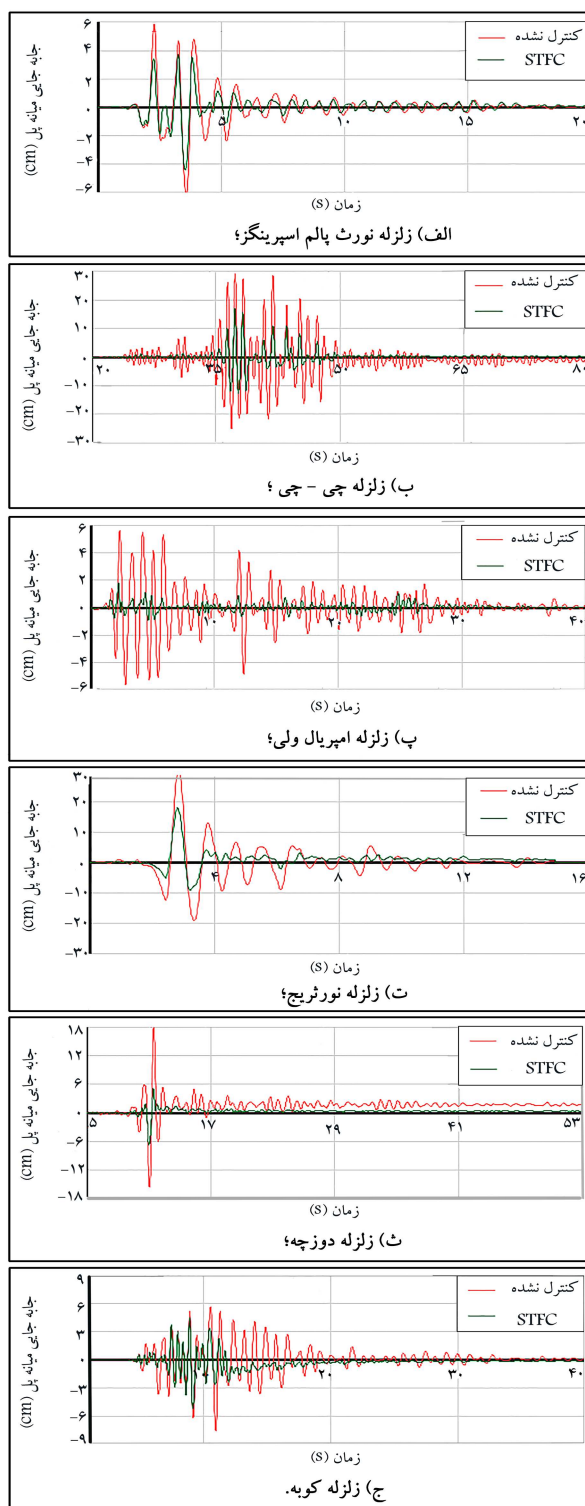 کنترل نشده
STFC
جابه جایی میانه پل (cm)
۶
۴
۲
۰
-۲
-۴
-۶
۵
۱۰
۱۵
۲۰
زمان (S)
الف) زلزله نورث پالم اسپرینگز؛
کنترل نشده
STFC
جابه جایی میانه پل (cm)
۳۰
۲۰
۱۰
۰
-۱۰
-۲۰
-۳۰
۲۰
۳۵
۵۰
۶۵
۸۰
زمان (S)
ب) زلزله چی - چی ؛
کنترل نشده
STFC
جابه جایی میانه پل (cm)
۶
۴
۲
۰
-۲
-۴
-۶
۱۰
۲۰
۳۰
۴۰
زمان (S)
پ) زلزله امپریال ولی؛
کنترل نشده
STFC
جابه جایی میانه پل (cm)
۳۰
۲۰
۱۰
۰
-۱۰
-۲۰
-۳۰
۴
۸
۱۲
۱۶
زمان (S)
ت) زلزله نورثریج؛
کنترل نشده
STFC
جابه جایی میانه پل (cm)
۱۸
۱۲
۶
۰
-۶
-۱۲
-۱۸
۵
۱۷
۲۹
۴۱
۵۳
زمان (S)
ث) زلزله دوزچه؛
کنترل نشده
STFC
جابه جایی میانه پل (cm)
۹
۶
۳
۰
-۳
-۶
-۹
۱۰
۲۰
۳۰
۴۰
زمان (S)
ج) زلزله کوبه.